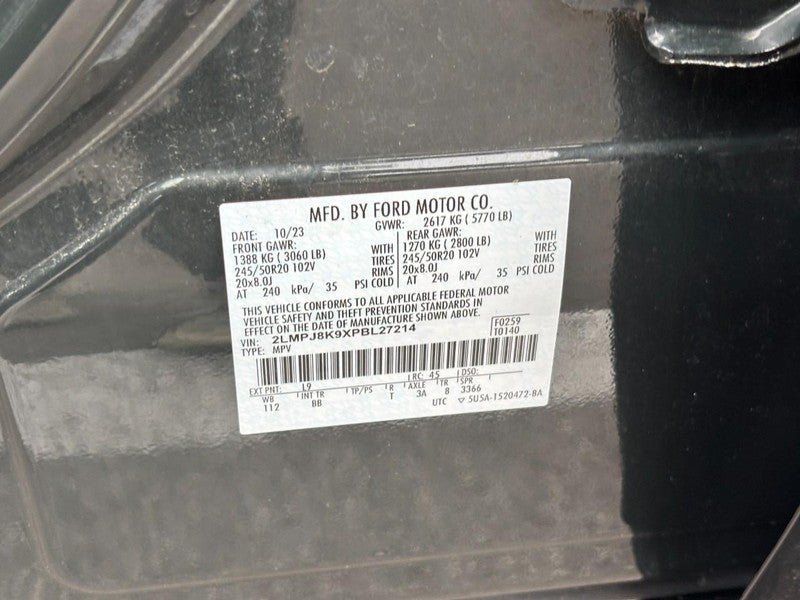 MFD. BY FORD MOTOR CO.
DATE: 10/23 GVWR: 2617 KG ( 5770 LB)
FRONT GAWR: REAR GAWR:
1388 KG ( 3060 LB) WITH 1270 KG ( 2800 LB) WITH
245/50R20 102V TIRES 245/50R20 102V TIRES
20x8.0J RIMS 20x8.0J RIMS
AT 240 kPa/ 35 PSI COLD AT 240 kPa/ 35 PSI COLD
THIS VEHICLE CONFORMS TO ALL APPLICABLE FEDERAL MOTOR
VEHICLE SAFETY AND THEFT PREVENTION STANDARDS IN
EFFECT ON THE DATE OF MANUFACTURE SHOWN ABOVE.
VIN: 2LMPJ8K9XPBL27214 F0259
TYPE: MPV T0140
EXT PNT: L9 RC: 45 DSO:
WB INT TR TP/PS R AXLE TR SPR
112 BB T 3A 8 3366
UTC ▽ 5U5A-1520472-BA